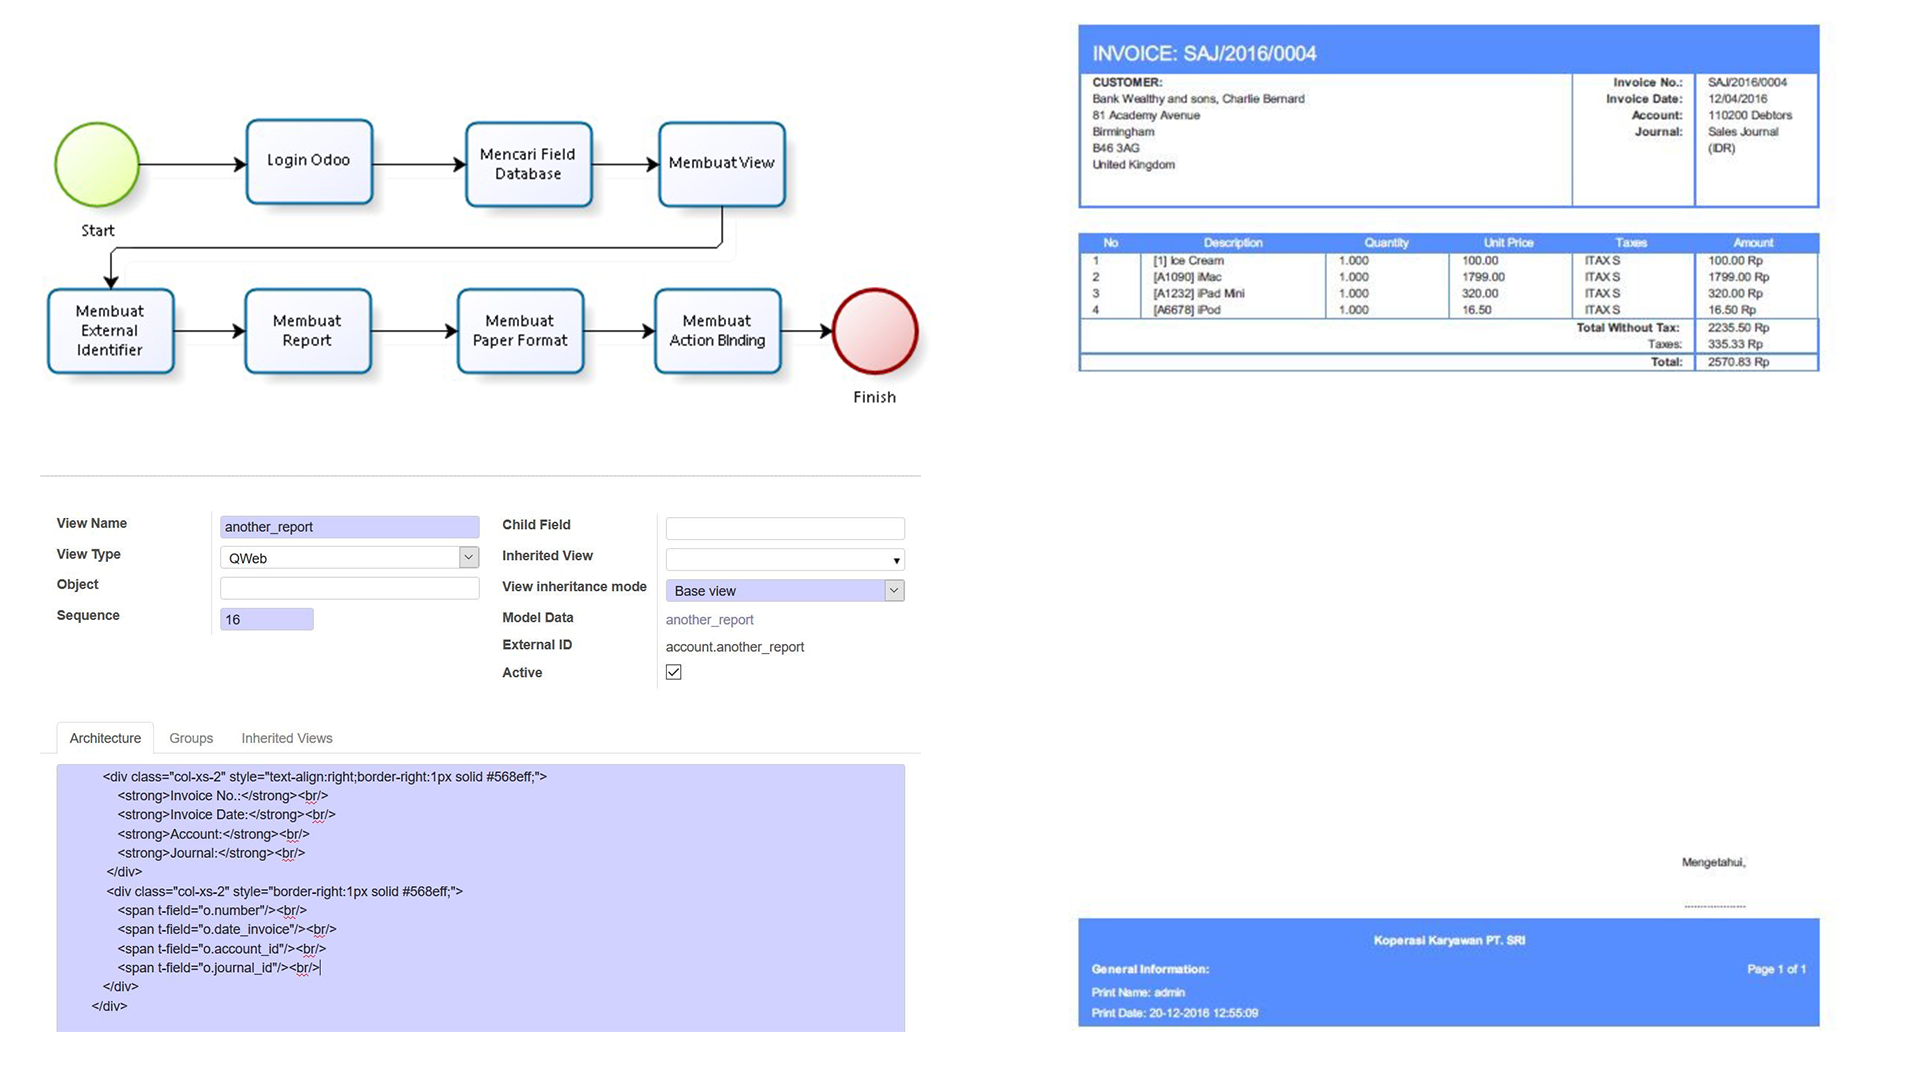 Start
Login Odoo
Mencari Field
Database
Membuat View
Membuat
External
Identifier
Membuat
Report
Membuat
Paper Format
Membuat
Action BInding
Finish
View Name
another_report
View Type
QWeb
Object
Sequence
16
Child Field
Inherited View
View inheritance mode
Base view
Model Data
another_report
External ID
account.another_report
Active
Architecture
Groups
Inherited Views
<div class="col-xs-2" style="text-align:right;border-right:1px solid #568eff;">
<strong>Invoice No.:</strong><br/>
<strong>Invoice Date:</strong><br/>
<strong>Account:</strong><br/>
<strong>Journal:</strong><br/>
</div>
<div class="col-xs-2" style="border-right:1px solid #568eff;">
<span t-field="o.number"/><br/>
<span t-field="o.date_invoice"/><br/>
<span t-field="o.account_id"/><br/>
<span t-field="o.journal_id"/><br/>
</div>
</div>
INVOICE: SAJ/2016/0004
CUSTOMER:
Bank Wealthy and sons, Charlie Bernard
81 Academy Avenue
Birmingham
B46 3AG
United Kingdom
Invoice No.: SAJ/2016/0004
Invoice Date: 12/04/2016
Account: 110200 Debtors
Journal: Sales Journal
(IDR)
No Description Quantity Unit Price Taxes Amount
1 [1] Ice Cream 1.000 100.00 ITAX S 100.00 Rp
2 [A1090] iMac 1.000 1799.00 ITAX S 1799.00 Rp
3 [A1232] iPad Mini 1.000 320.00 ITAX S 320.00 Rp
4 [A6678] iPod 1.000 16.50 ITAX S 16.50 Rp
Total Without Tax: 2235.50 Rp
Taxes: 335.33 Rp
Total: 2570.83 Rp
Mengetahui,
-------------------
Koperasi Karyawan PT. SRI
General Information:
Page 1 of 1
Print Name: admin
Print Date: 20-12-2016 12:55:09